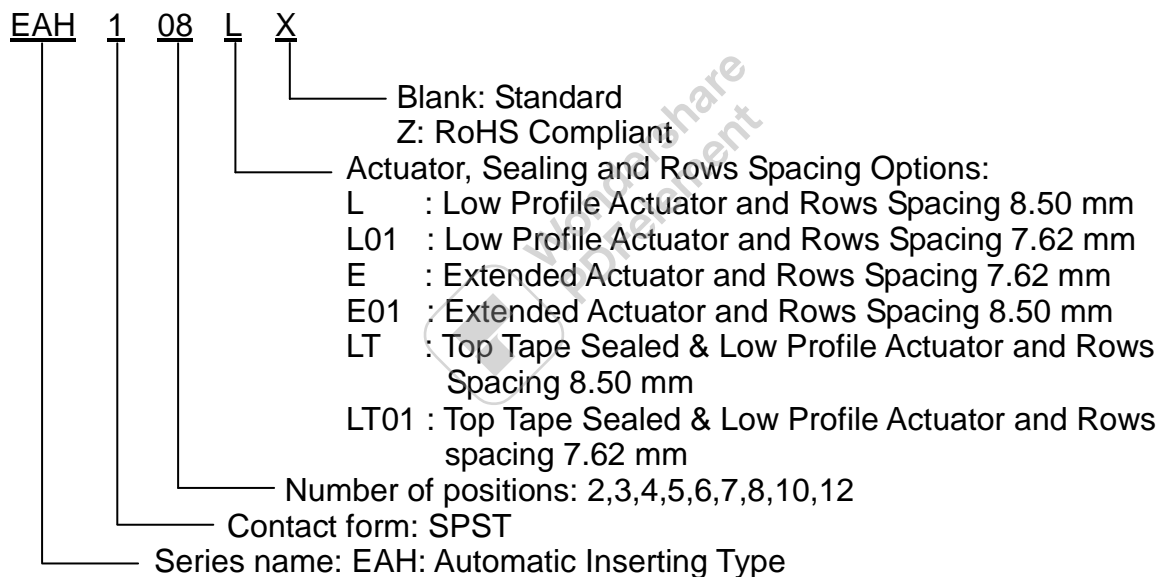 EAH 1 08 L X
Blank: Standard
Z: RoHS Compliant
Actuator, Sealing and Rows Spacing Options:
L : Low Profile Actuator and Rows Spacing 8.50 mm
L01 : Low Profile Actuator and Rows Spacing 7.62 mm
E : Extended Actuator and Rows Spacing 7.62 mm
E01 : Extended Actuator and Rows Spacing 8.50 mm
LT : Top Tape Sealed & Low Profile Actuator and Rows
Spacing 8.50 mm
LT01 : Top Tape Sealed & Low Profile Actuator and Rows
spacing 7.62 mm
Number of positions: 2,3,4,5,6,7,8,10,12
Contact form: SPST
Series name: EAH: Automatic Inserting Type
Wondershare
PDFelement